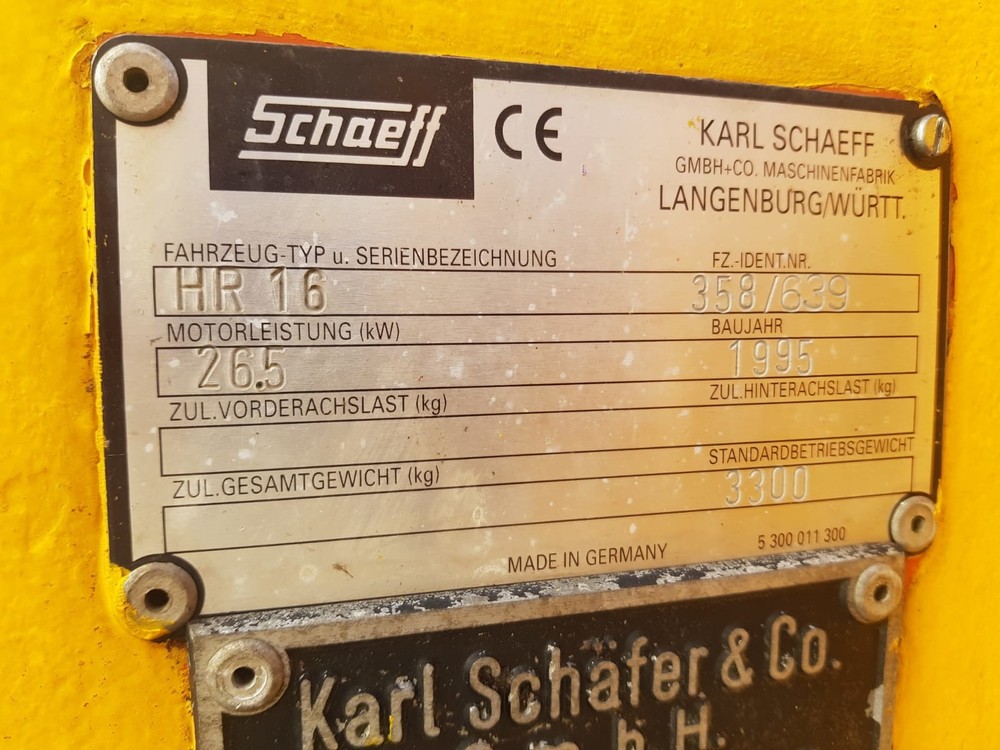 Schaeff CE KARL SCHAEFF
GMBH+CO. MASCHINENFABRIK
LANGENBURG/WÜRTT.
FAHRZEUG-TYP u. SERIENBEZEICHNUNG FZ.-IDENT.NR.
HR 16 358/639
MOTORLEISTUNG (kW) BAUJAHR
26.5 1995
ZUL.VORDERACHSLAST (kg) ZUL.HINTERACHSLAST (kg)
ZUL.GESAMTGEWICHT (kg) STANDARDBETRIEBSGEWICHT
3300
MADE IN GERMANY 5 300 011 300
Karl Schäfer & Co.
G.m.b.H.